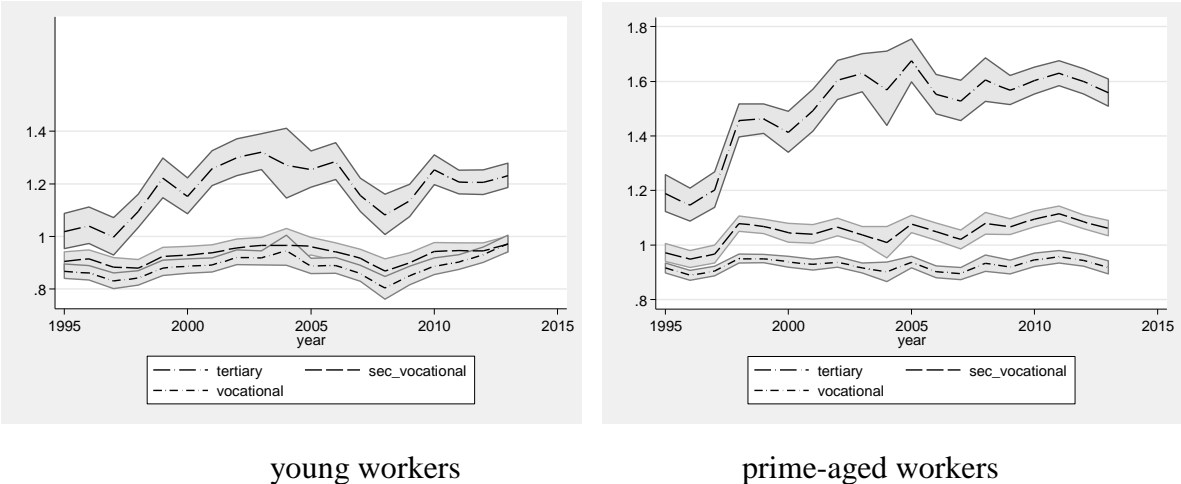 1.4
1.2
1
.8
1995 2000 2005 2010 2015
year
tertiary sec_vocational
vocational
1.8
1.6
1.4
1.2
1
.8
1995 2000 2005 2010 2015
year
tertiary sec_vocational
vocational
young workers prime-aged workers